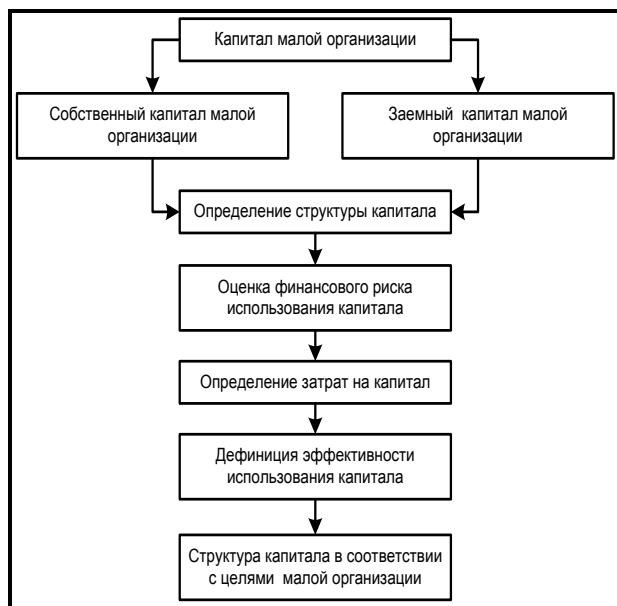 Капитал малой организации
Собственный капитал малой
организации
Заемный капитал малой
организации
Определение структуры капитала
Оценка финансового риска
использования капитала
Определение затрат на капитал
Дефиниция эффективности
использования капитала
Структура капитала в соответствии
с целями малой организации